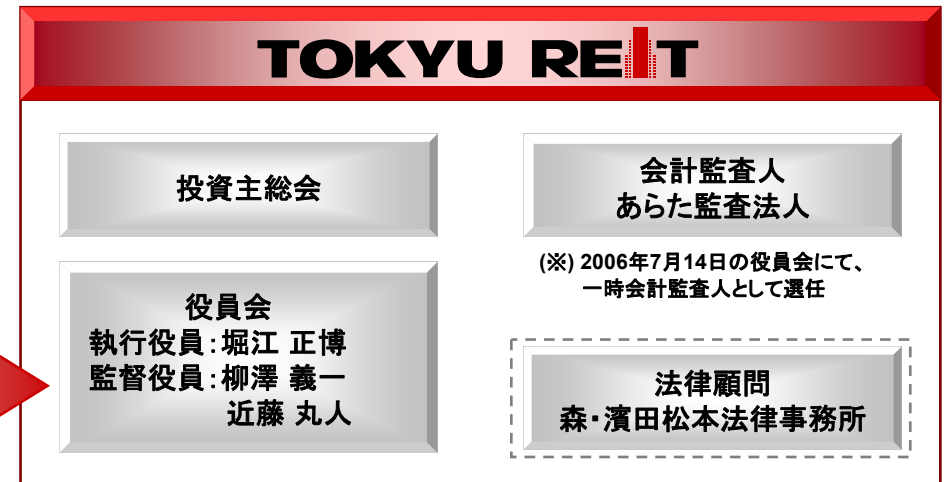 TOKYU REIT
投資主総会
会計監査人
あらた監査法人
(※) 2006年7月14日の役員会にて、
一時会計監査人として選任
役員会
執行役員：堀江 正博
監督役員：柳澤 義一
近藤 丸人
法律顧問
森・濱田松本法律事務所